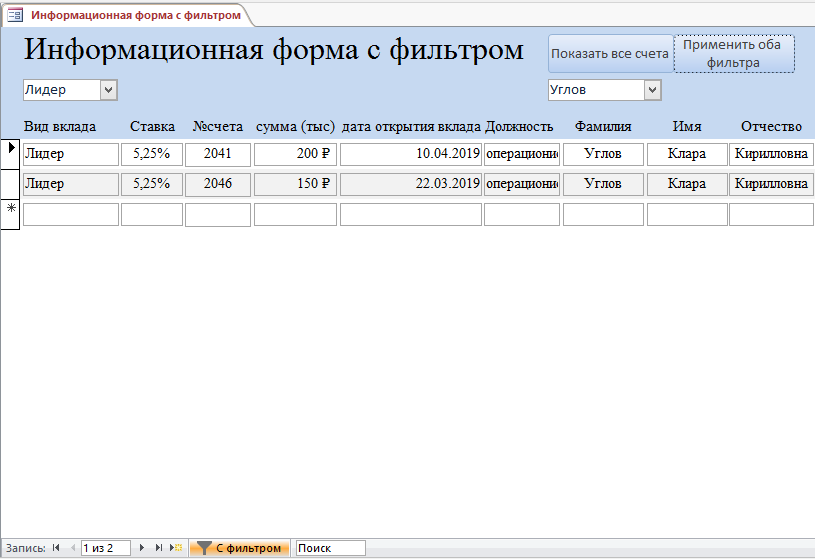 Информационная форма с фильтром
Информационная форма с фильтром
Показать все счета
Применить оба
фильтра
Лидер
Углов
Вид вклада Ставка №счета сумма (тыс) дата открытия вклада Должность Фамилия Имя Отчество
Лидер 5,25% 2041 200 ₽ 10.04.2019 операционис Углов Клара Кирилловна
Лидер 5,25% 2046 150 ₽ 22.03.2019 операционис Углов Клара Кирилловна
Запись: 1 из 2 С фильтром Поиск